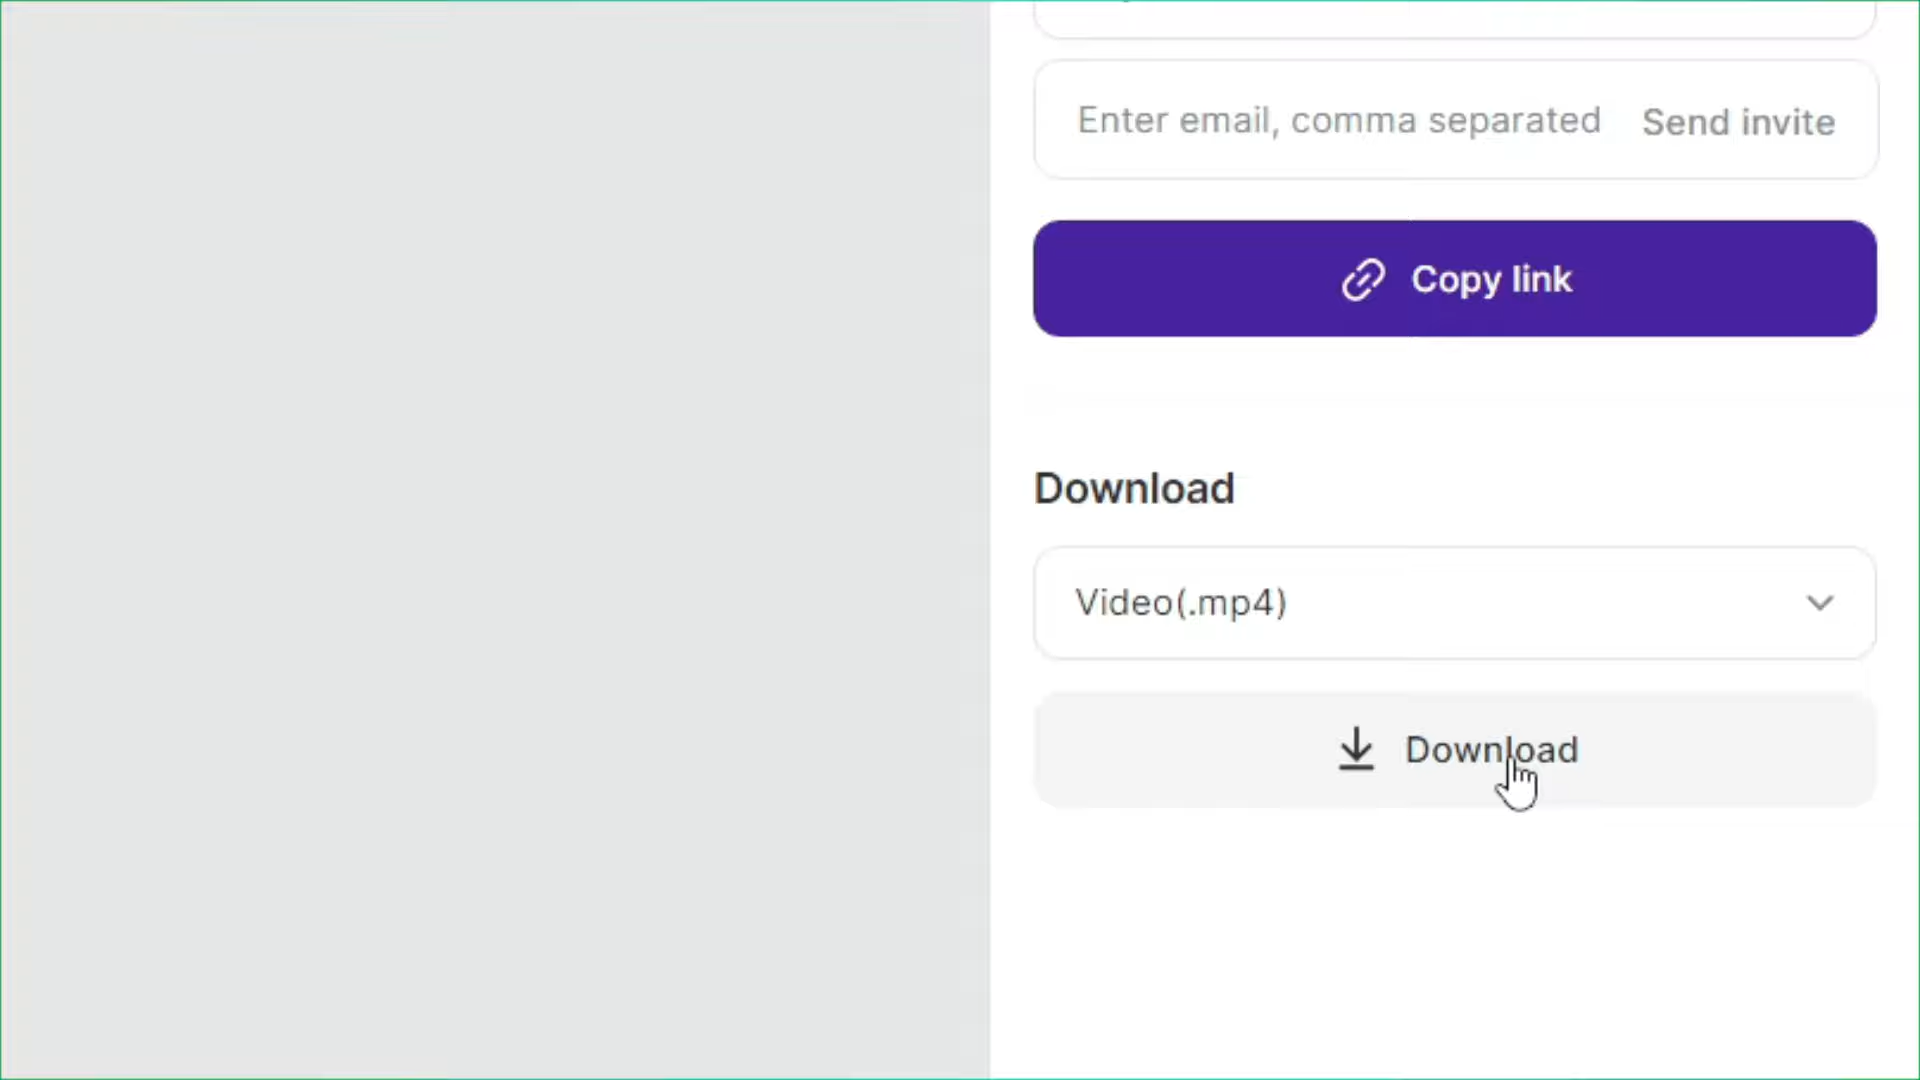 Enter email, comma separated Send invite
Copy link
Download
Video(.mp4)
Download